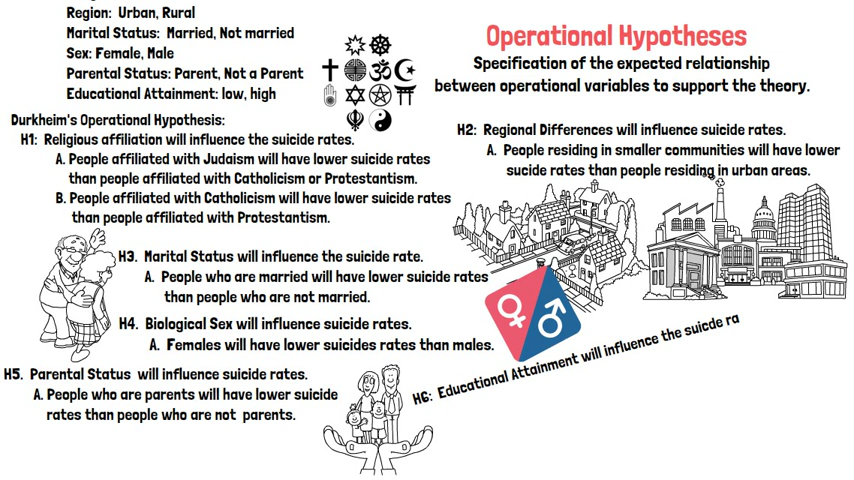 Region: Urban, Rural
Marital Status: Married, Not married
Sex: Female, Male
Parental Status: Parent, Not a Parent
Educational Attainment: low, high
Durkheim's Operational Hypothesis:
H1: Religious affiliation will influence the suicide rates.
A. People affiliated with Judaism will have lower suicide rates
than people affiliated with Catholicism or Protestantism.
B. People affiliated with Catholicism will have lower suicide rates
than people affiliated with Protestantism.
Operational Hypotheses
Specification of the expected relationship
between operational variables to support the theory.
H2: Regional Differences will influence suicide rates.
A. People residing in smaller communities will have lower
sucide rates than people residing in urban areas.
H3. Marital Status will influence the suicide rate.
A. People who are married will have lower suicide rates
than people who are not married.
H4. Biological Sex will influence suicide rates.
A. Females will have lower suicides rates than males.
H5. Parental Status will influence suicide rates.
A. People who are parents will have lower suicide
rates than people who are not parents.
H6: Educational Attainment will influence the suicde ra